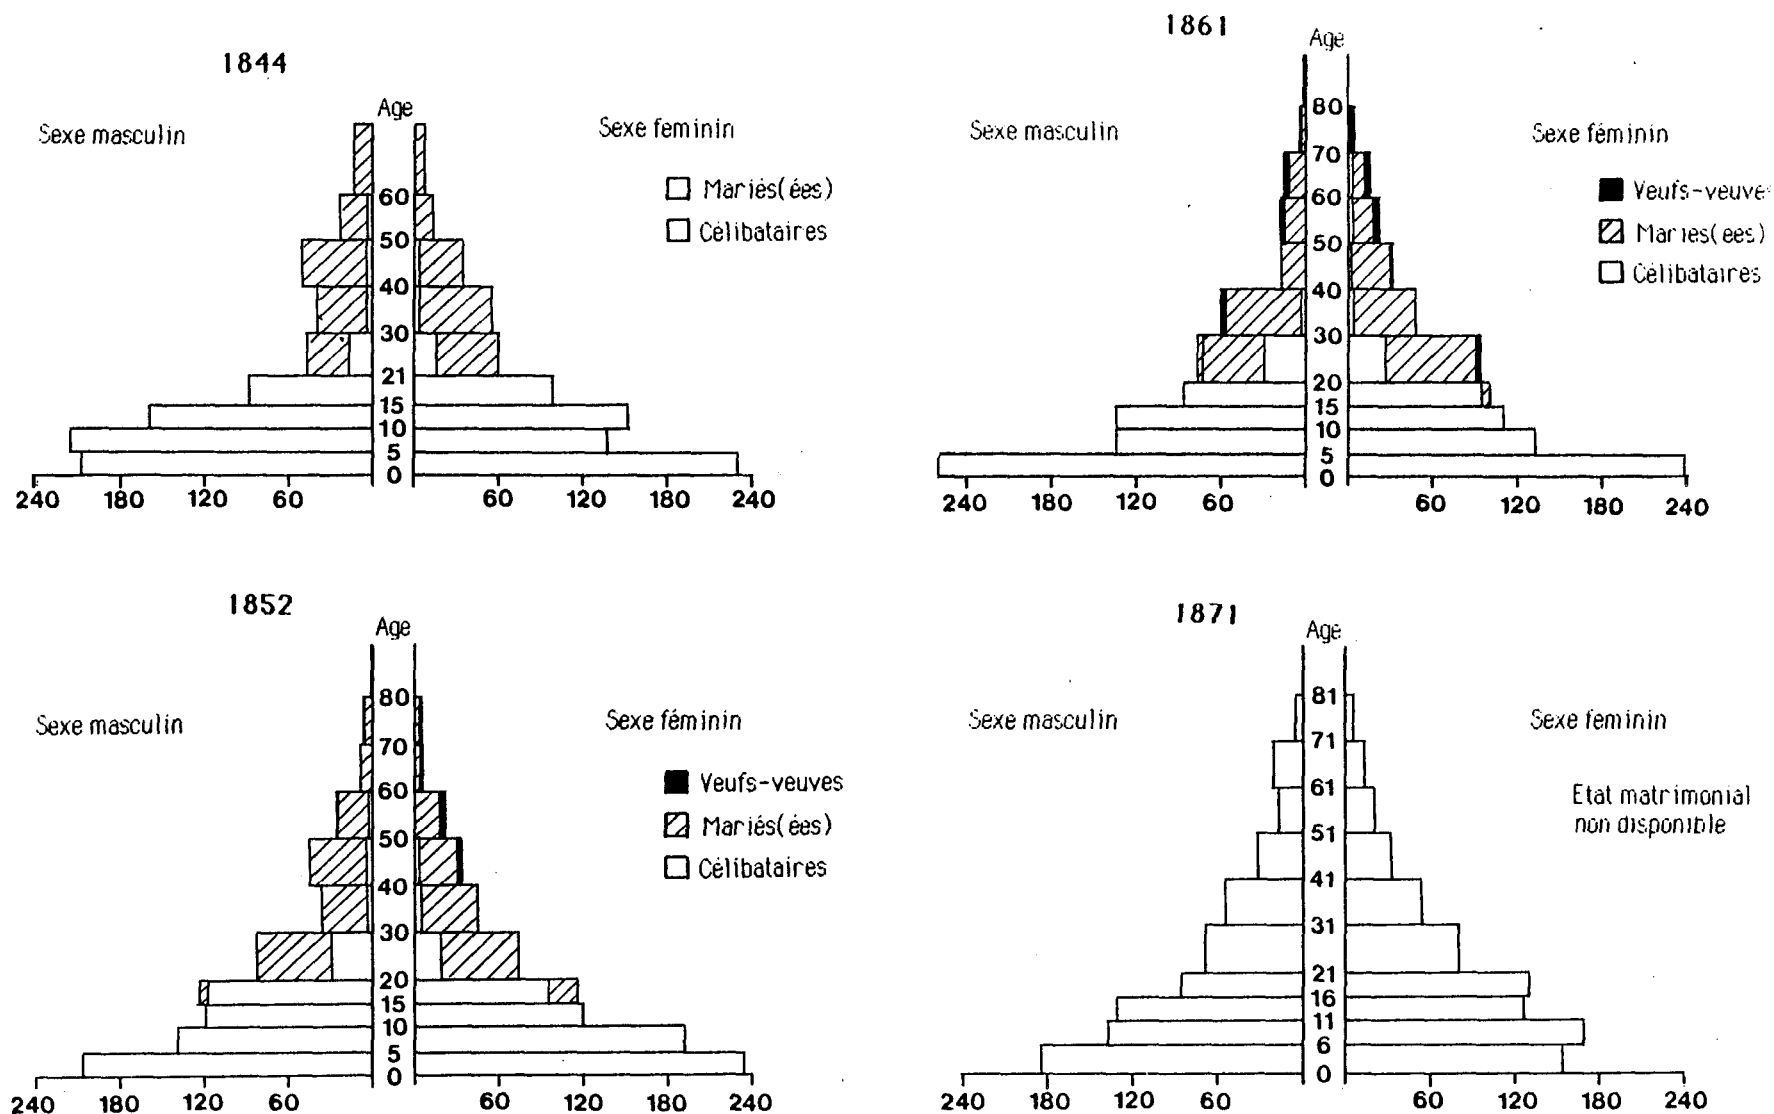 1844
Age
Sexe masculin
Sexe feminin
Mariés(ées)
Célibataires
60
50
40
30
21
15
10
5
0
240 180 120 60 60 120 180 240
1861
Age
Sexe masculin
Sexe féminin
Veufs-veuve
Maries(ees)
Célibataires
80
70
60
50
40
30
20
15
10
5
0
240 180 120 60 60 120 180 240
1852
Age
Sexe masculin
Sexe féminin
Veufs-veuves
Mariés(ées)
Célibataires
80
70
60
50
40
30
20
15
10
5
0
240 180 120 60 60 120 180 240
1871
Age
Sexe masculin
Sexe feminin
Etat matrimonial
non disponible
81
71
61
51
41
31
21
16
11
6
0
240 180 120 60 60 120 180 240